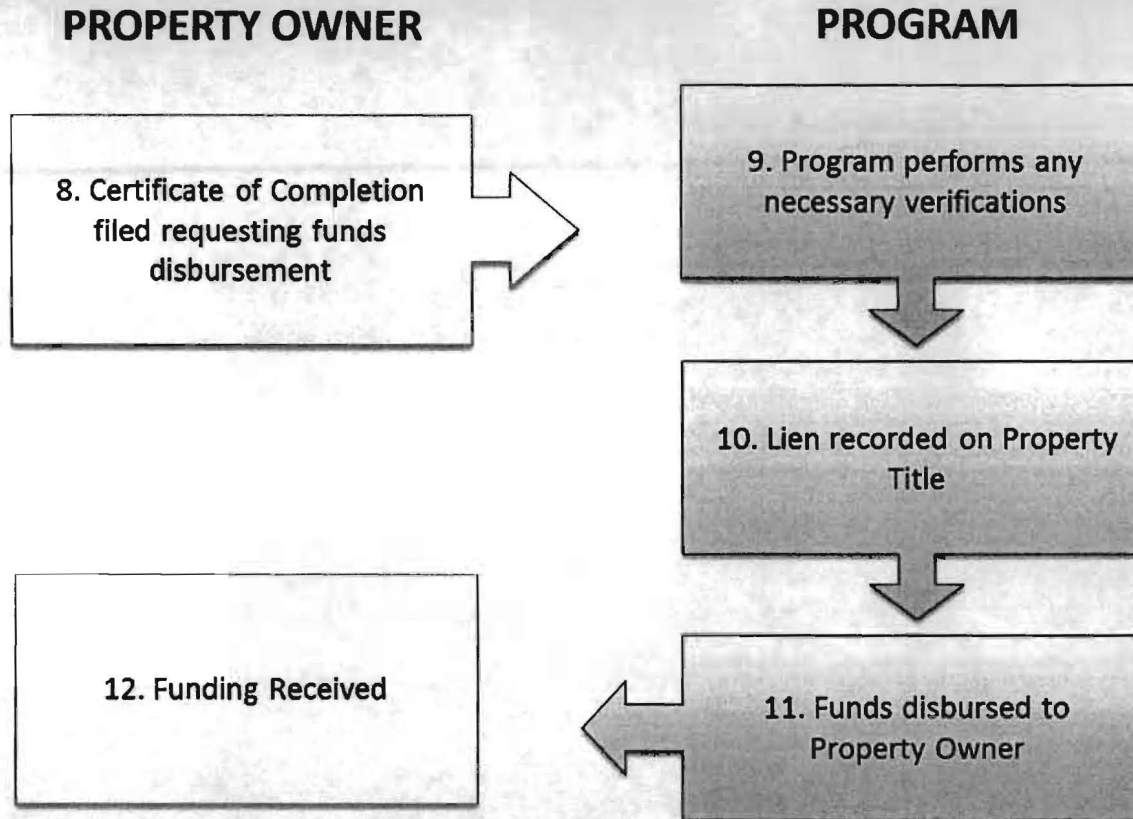 PROPERTY OWNER
PROGRAM
8. Certificate of Completion
filed requesting funds
disbursement
9. Program performs any
necessary verifications
10. Lien recorded on Property
Title
11. Funds disbursed to
Property Owner
12. Funding Received